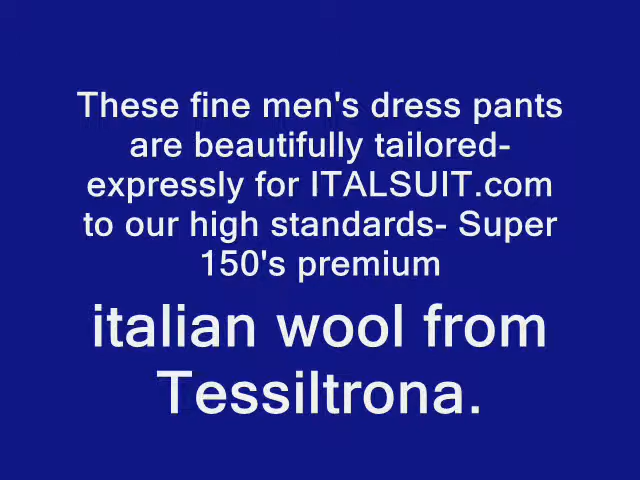 These fine men's dress pants
are beautifully tailored-
expressly for ITALSUIT.com
to our high standards- Super
150's premium
italian wool from
Tessiltrona.